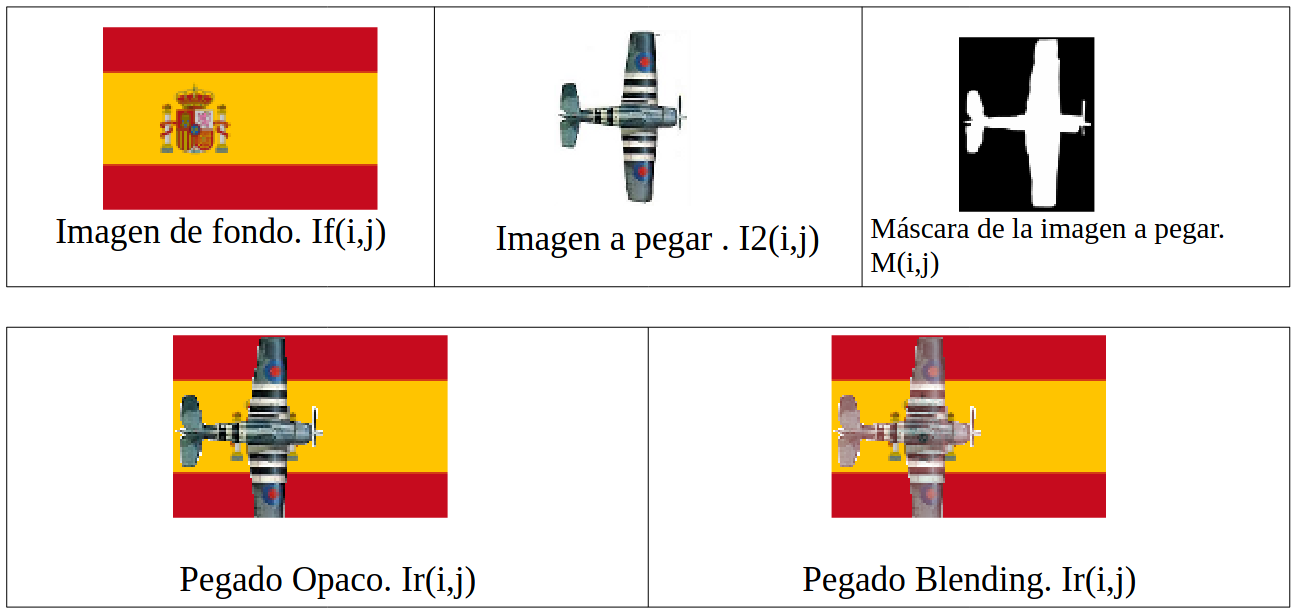 Imagen de fondo. If(i,j)
Imagen a pegar . I2(i,j)
Máscara de la imagen a pegar.
M(i,j)
Pegado Opaco. Ir(i,j)
Pegado Blending. Ir(i,j)